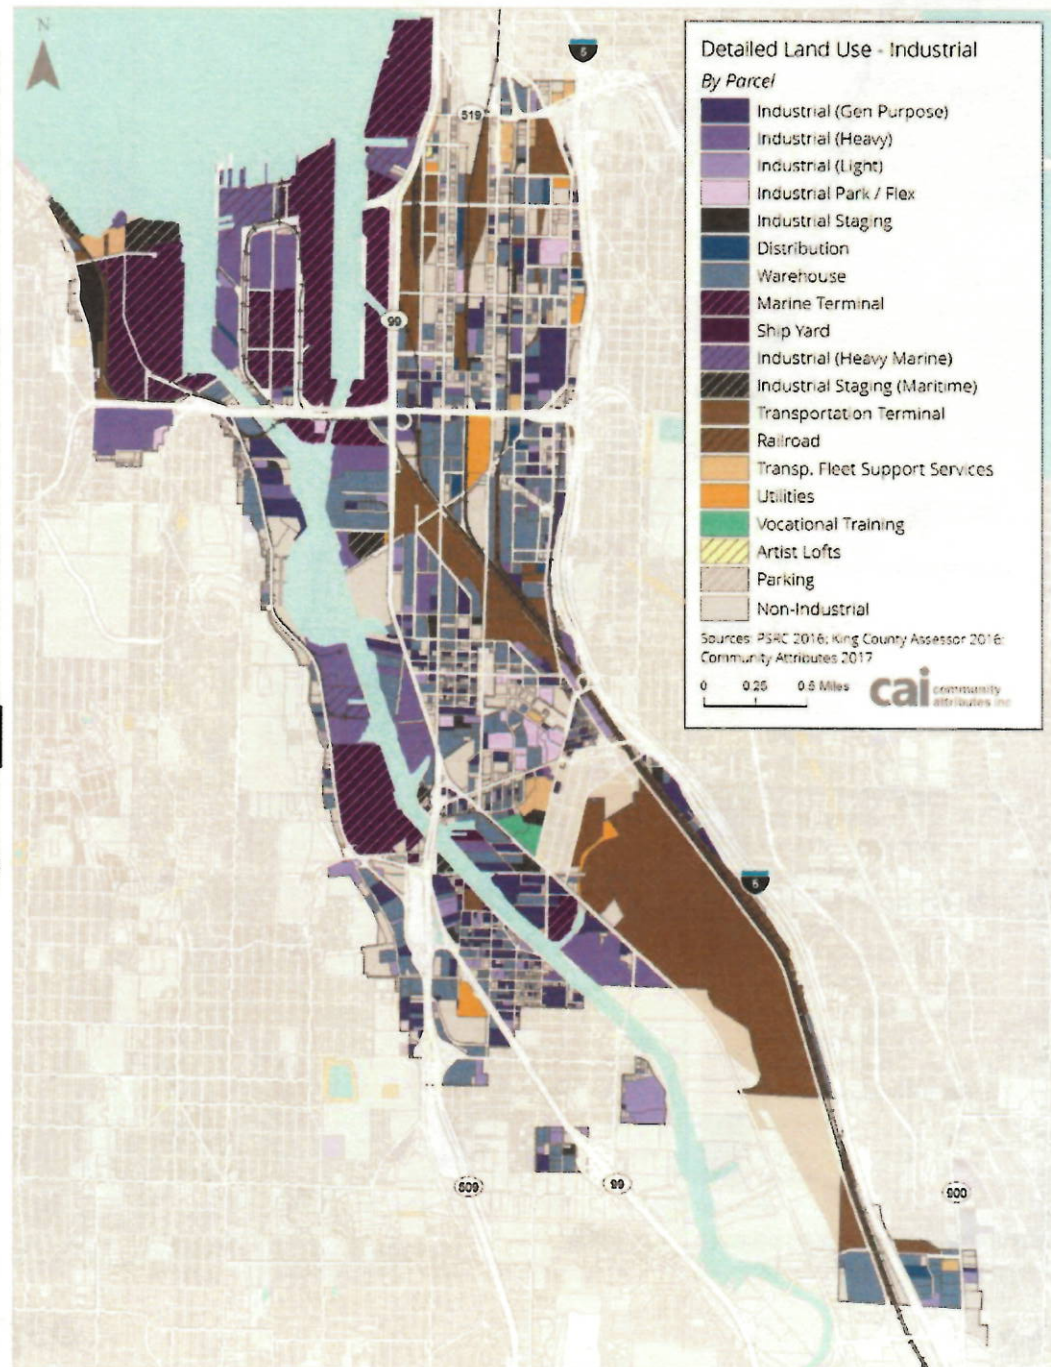 N
5
519
99
5
509
99
900
Detailed Land Use - Industrial
By Parcel
Industrial (Gen Purpose)
Industrial (Heavy)
Industrial (Light)
Industrial Park / Flex
Industrial Staging
Distribution
Warehouse
Marine Terminal
Ship Yard
Industrial (Heavy Marine)
Industrial Staging (Maritime)
Transportation Terminal
Railroad
Transp. Fleet Support Services
Utilities
Vocational Training
Artist Lofts
Parking
Non-Industrial
Sources: PSRC 2016; King County Assessor 2016;
Community Attributes 2017
0 0.25 0.5 Miles
cai community
attributes inc